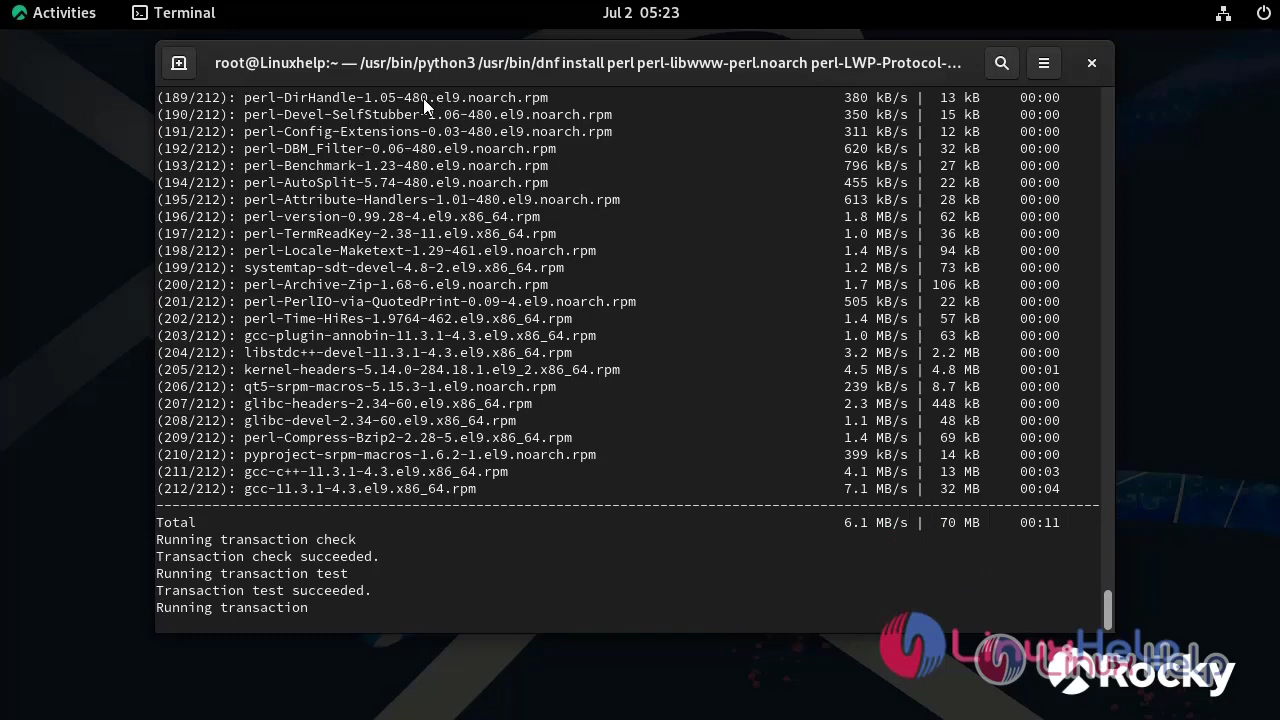 Activities Terminal Jul 2 05:23
root@Linuxhelp:~ — /usr/bin/python3 /usr/bin/dnf install perl perl-libwww-perl.noarch perl-LWP-Protocol-...
(189/212): perl-DirHandle-1.05-480.el9.noarch.rpm 380 kB/s | 13 kB 00:00
(190/212): perl-Devel-SelfStubber-1.06-480.el9.noarch.rpm 350 kB/s | 15 kB 00:00
(191/212): perl-Config-Extensions-0.03-480.el9.noarch.rpm 311 kB/s | 12 kB 00:00
(192/212): perl-DBM_Filter-0.06-480.el9.noarch.rpm 620 kB/s | 32 kB 00:00
(193/212): perl-Benchmark-1.23-480.el9.noarch.rpm 796 kB/s | 27 kB 00:00
(194/212): perl-AutoSplit-5.74-480.el9.noarch.rpm 455 kB/s | 22 kB 00:00
(195/212): perl-Attribute-Handlers-1.01-480.el9.noarch.rpm 613 kB/s | 28 kB 00:00
(196/212): perl-version-0.99.28-4.el9.x86_64.rpm 1.8 MB/s | 62 kB 00:00
(197/212): perl-TermReadKey-2.38-11.el9.x86_64.rpm 1.0 MB/s | 36 kB 00:00
(198/212): perl-Locale-Maketext-1.29-461.el9.noarch.rpm 1.4 MB/s | 94 kB 00:00
(199/212): systemtap-sdt-devel-4.8-2.el9.x86_64.rpm 1.2 MB/s | 73 kB 00:00
(200/212): perl-Archive-Zip-1.68-6.el9.noarch.rpm 1.7 MB/s | 106 kB 00:00
(201/212): perl-PerlIO-via-QuotedPrint-0.09-4.el9.noarch.rpm 505 kB/s | 22 kB 00:00
(202/212): perl-Time-HiRes-1.9764-462.el9.x86_64.rpm 1.4 MB/s | 57 kB 00:00
(203/212): gcc-plugin-annobin-11.3.1-4.3.el9.x86_64.rpm 1.0 MB/s | 63 kB 00:00
(204/212): libstdc++-devel-11.3.1-4.3.el9.x86_64.rpm 3.2 MB/s | 2.2 MB 00:00
(205/212): kernel-headers-5.14.0-284.18.1.el9_2.x86_64.rpm 4.5 MB/s | 4.8 MB 00:01
(206/212): qt5-srpm-macros-5.15.3-1.el9.noarch.rpm 239 kB/s | 8.7 kB 00:00
(207/212): glibc-headers-2.34-60.el9.x86_64.rpm 2.3 MB/s | 448 kB 00:00
(208/212): glibc-devel-2.34-60.el9.x86_64.rpm 1.1 MB/s | 48 kB 00:00
(209/212): perl-Compress-Bzip2-2.28-5.el9.x86_64.rpm 1.4 MB/s | 69 kB 00:00
(210/212): pyproject-srpm-macros-1.6.2-1.el9.noarch.rpm 399 kB/s | 14 kB 00:00
(211/212): gcc-c++-11.3.1-4.3.el9.x86_64.rpm 4.1 MB/s | 13 MB 00:03
(212/212): gcc-11.3.1-4.3.el9.x86_64.rpm 7.1 MB/s | 32 MB 00:04
--------------------------------------------------------------------------------
Total 6.1 MB/s | 70 MB 00:11
Running transaction check
Transaction check succeeded.
Running transaction test
Transaction test succeeded.
Running transaction
LinuxHelp
LinuxHelp
Rocky